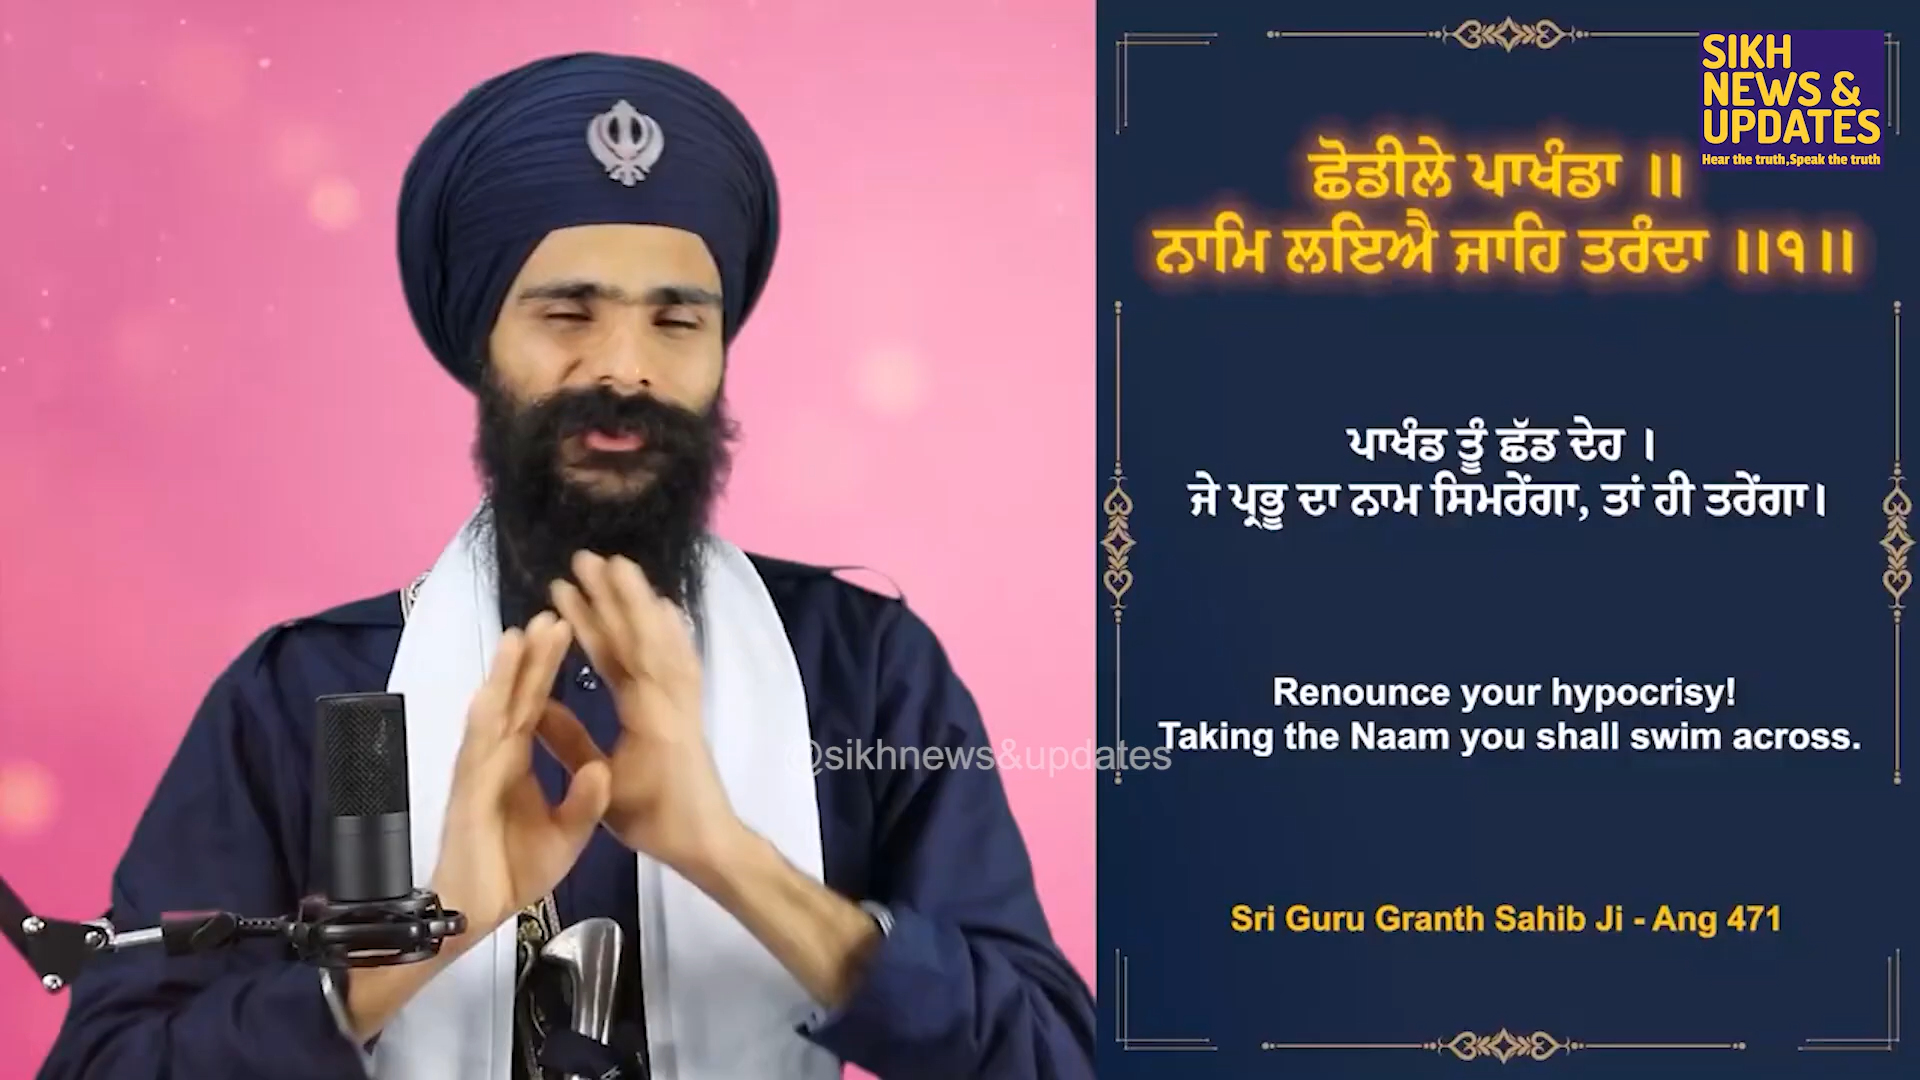 SIKH
NEWS &
UPDATES
Hear the truth,Speak the truth
ਛੋਡੀਲੇ ਪਾਖੰਡਾ ॥
ਨਾਮਿ ਲਇਐ ਜਾਹਿ ਤਰੰਦਾ ॥੧॥
ਪਾਖੰਡ ਤੂੰ ਛੱਡ ਦੇਹ ।
ਜੇ ਪ੍ਰਭੂ ਦਾ ਨਾਮ ਸਿਮਰੇਂਗਾ, ਤਾਂ ਹੀ ਤਰੇਂਗਾ।
Renounce your hypocrisy!
Taking the Naam you shall swim across.
@sikhnews&updates
Sri Guru Granth Sahib Ji - Ang 471